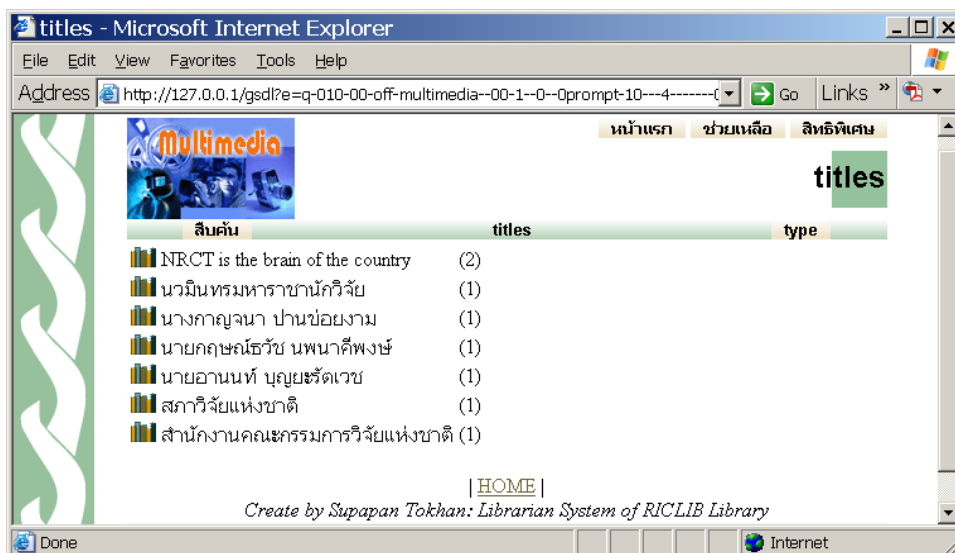 titles - Microsoft Internet Explorer
File Edit View Favorites Tools Help
Address http://127.0.0.1/gsdl?e=q-010-00-off-multimedia--00-1--0--0prompt-10---4------- Go Links »
Multimedia
หน้าแรก ช่วยเหลือ สิทธิพิเศษ
titles
สืบค้น titles type
NRCT is the brain of the country (2)
นวมินทรมหาราชานักวิจัย (1)
นางกาญจนา ปานข่อยงาม (1)
นายกฤษณ์ธวัช นพนาคีพงษ์ (1)
นายอานนท์ บุญยะรัตเวช (1)
สภาวิจัยแห่งชาติ (1)
สำนักงานคณะกรรมการวิจัยแห่งชาติ (1)
| HOME |
Create by Supapan Tokhan: Librarian System of RICLIB Library
Done Internet